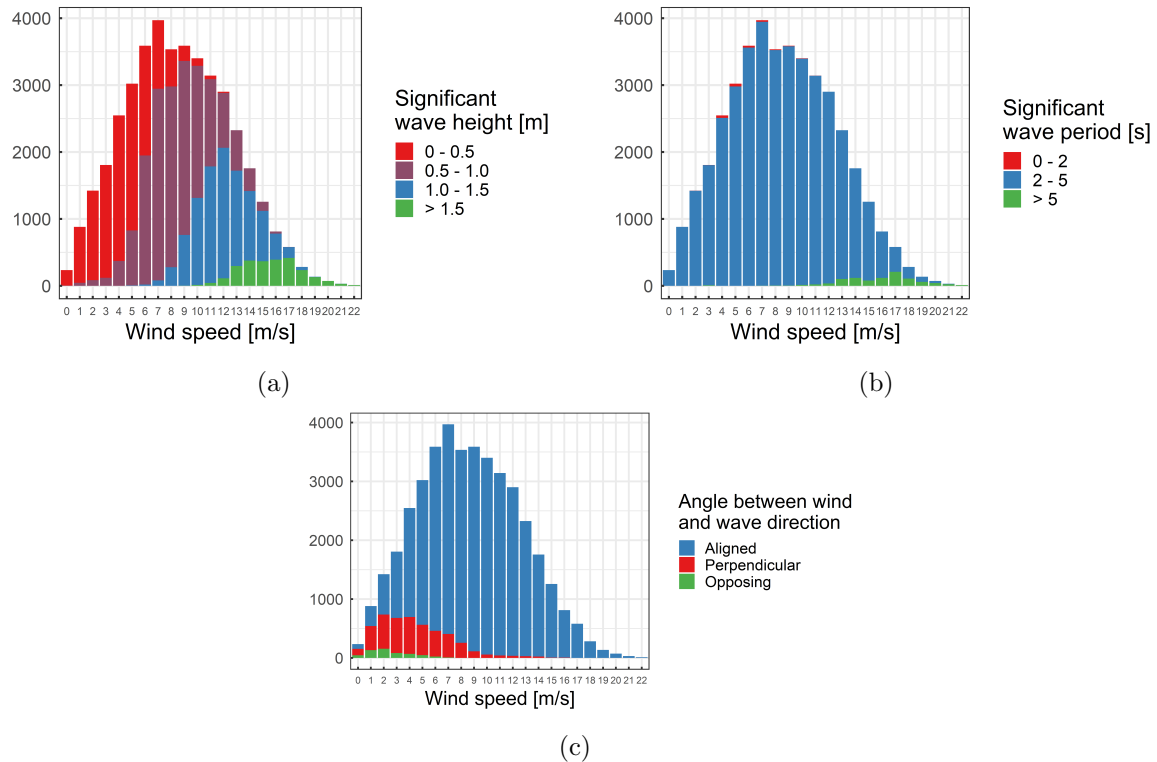 4000
3000
2000
1000
0
0 1 2 3 4 5 6 7 8 9 10 11 12 13 14 15 16 17 18 19 20 21 22
Wind speed [m/s]
Significant
wave height [m]
0 - 0.5
0.5 - 1.0
1.0 - 1.5
> 1.5
(a)
4000
3000
2000
1000
0
0 1 2 3 4 5 6 7 8 9 10 11 12 13 14 15 16 17 18 19 20 21 22
Wind speed [m/s]
Significant
wave period [s]
0 - 2
2 - 5
> 5
(b)
4000
3000
2000
1000
0
0 1 2 3 4 5 6 7 8 9 10 11 12 13 14 15 16 17 18 19 20 21 22
Wind speed [m/s]
Angle between wind
and wave direction
Aligned
Perpendicular
Opposing
(c)